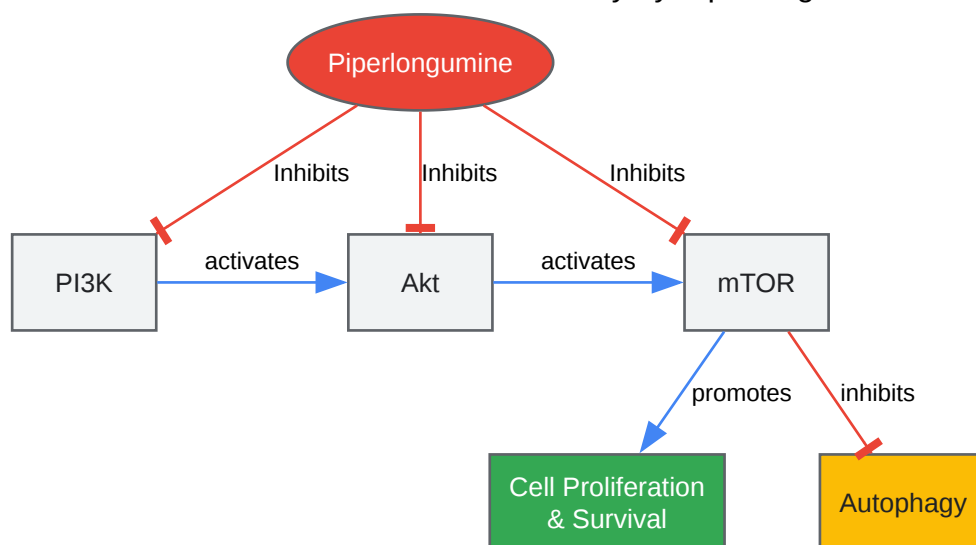 Piperlongumine
Inhibits
Inhibits
Inhibits
activates
activates
PI3K
Akt
mTOR
promotes
inhibits
Cell Proliferation
& Survival
Autophagy